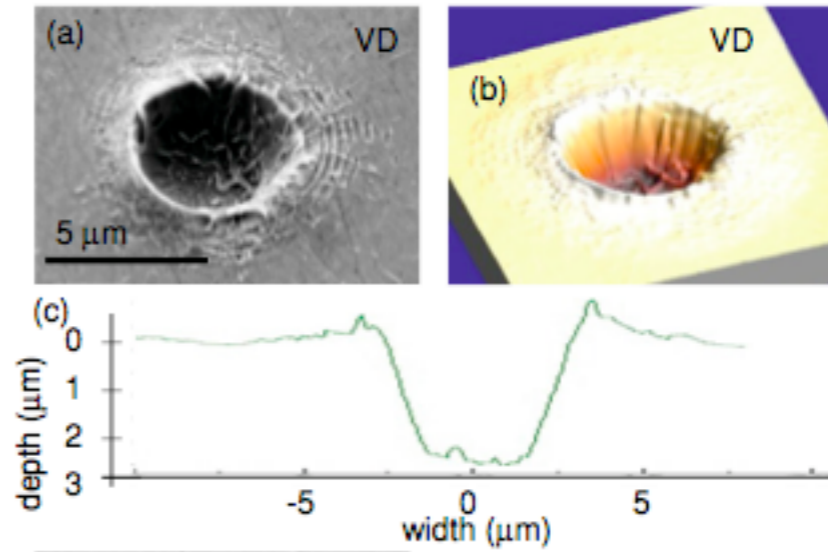 (a)
VD
5 μm
(b)
VD
(c)
depth (μm)
0
1
2
3
-5
0
5
width (μm)